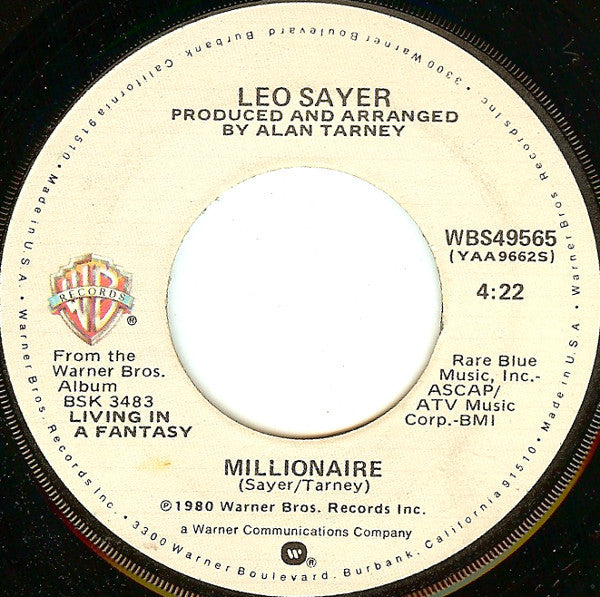 LEO SAYER
PRODUCED AND ARRANGED
BY ALAN TARNEY
WBS49565
(YAA9662S)
4:22
WB
RECORDS
®
From the
Warner Bros.
Album
BSK 3483
LIVING IN
A FANTASY
Rare Blue
Music, Inc.-
ASCAP/
ATV Music
Corp.-BMI
MILLIONAIRE
(Sayer/Tarney)
℗1980 Warner Bros. Records Inc.
a Warner Communications Company
W®
Warner Bros. Records Inc. • 3300 Warner Boulevard, Burbank, California 91510 • Made in U.S.A. •
Warner Bros. Records Inc. • 3300 Warner Boulevard, Burbank, California 91510 • Made in U.S.A. •